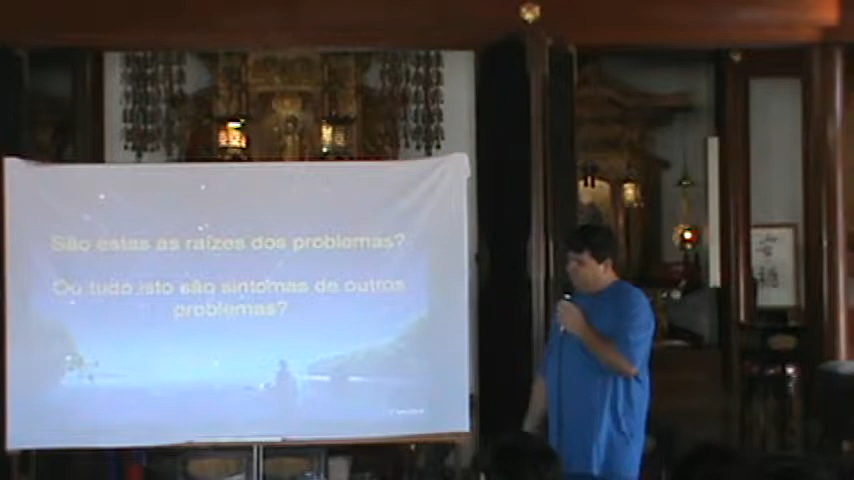 São estas as raízes dos problemas?
Ou tudo isto são sintomas de outros
problemas?